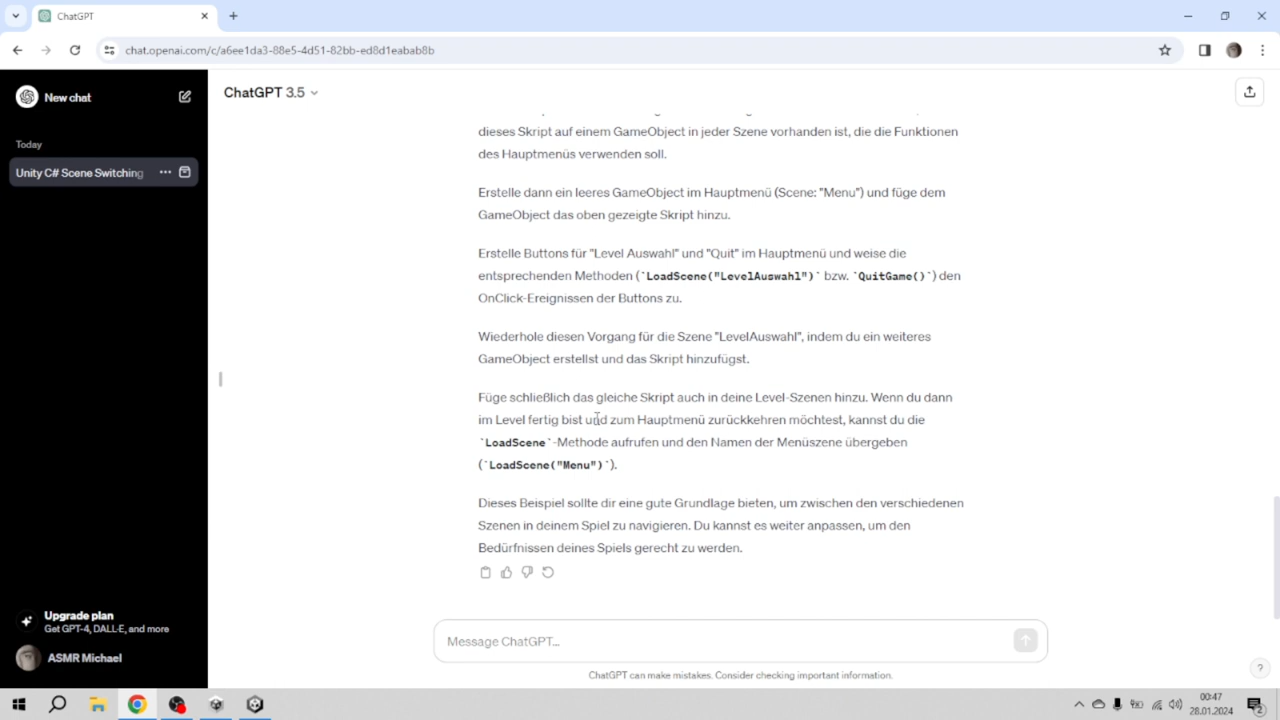 ChatGPT
chat.openai.com/c/a6ee1da3-88e5-4d51-82bb-ed8d1eabab8b
New chat
Today
Unity C# Scene Switching
Upgrade plan
Get GPT-4, DALL·E, and more
ASMR Michael
ChatGPT 3.5
dieses Skript auf einem GameObject in jeder Szene vorhanden ist, die die Funktionen
des Hauptmenüs verwenden soll.
Erstelle dann ein leeres GameObject im Hauptmenü (Scene: "Menu") und füge dem
GameObject das oben gezeigte Skript hinzu.
Erstelle Buttons für "Level Auswahl" und "Quit" im Hauptmenü und weise die
entsprechenden Methoden (`LoadScene("LevelAuswahl")` bzw. `QuitGame()`) den
OnClick-Ereignissen der Buttons zu.
Wiederhole diesen Vorgang für die Szene "LevelAuswahl", indem du ein weiteres
GameObject erstellst und das Skript hinzufügst.
Füge schließlich das gleiche Skript auch in deine Level-Szenen hinzu. Wenn du dann
im Level fertig bist und zum Hauptmenü zurückkehren möchtest, kannst du die
`LoadScene`-Methode aufrufen und den Namen der Menüszene übergeben
(`LoadScene("Menu")`).
Dieses Beispiel sollte dir eine gute Grundlage bieten, um zwischen den verschiedenen
Szenen in deinem Spiel zu navigieren. Du kannst es weiter anpassen, um den
Bedürfnissen deines Spiels gerecht zu werden.
Message ChatGPT...
ChatGPT can make mistakes. Consider checking important information.
?
00:47
28.01.2024
2